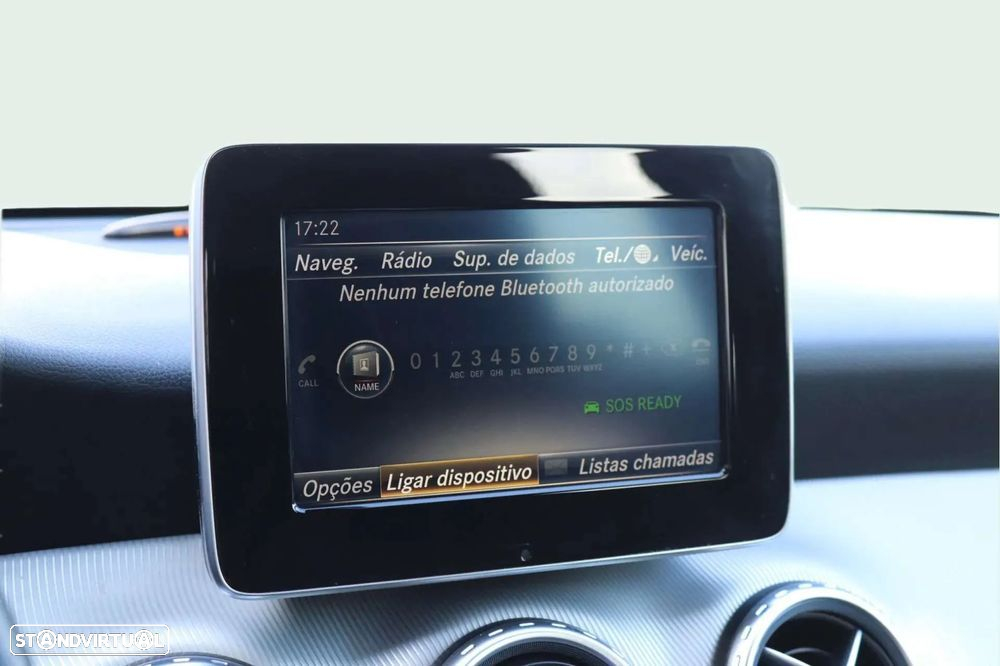 17:22
Naveg. Rádio Sup. de dados Tel./ Veíc.
Nenhum telefone Bluetooth autorizado
0 1 2 3 4 5 6 7 8 9 * # +
ABC DEF GHI JKL MNO PQRS TUV WXYZ
CALL NAME
SOS READY
Opções Ligar dispositivo Listas chamadas
STANDVIRTUAL